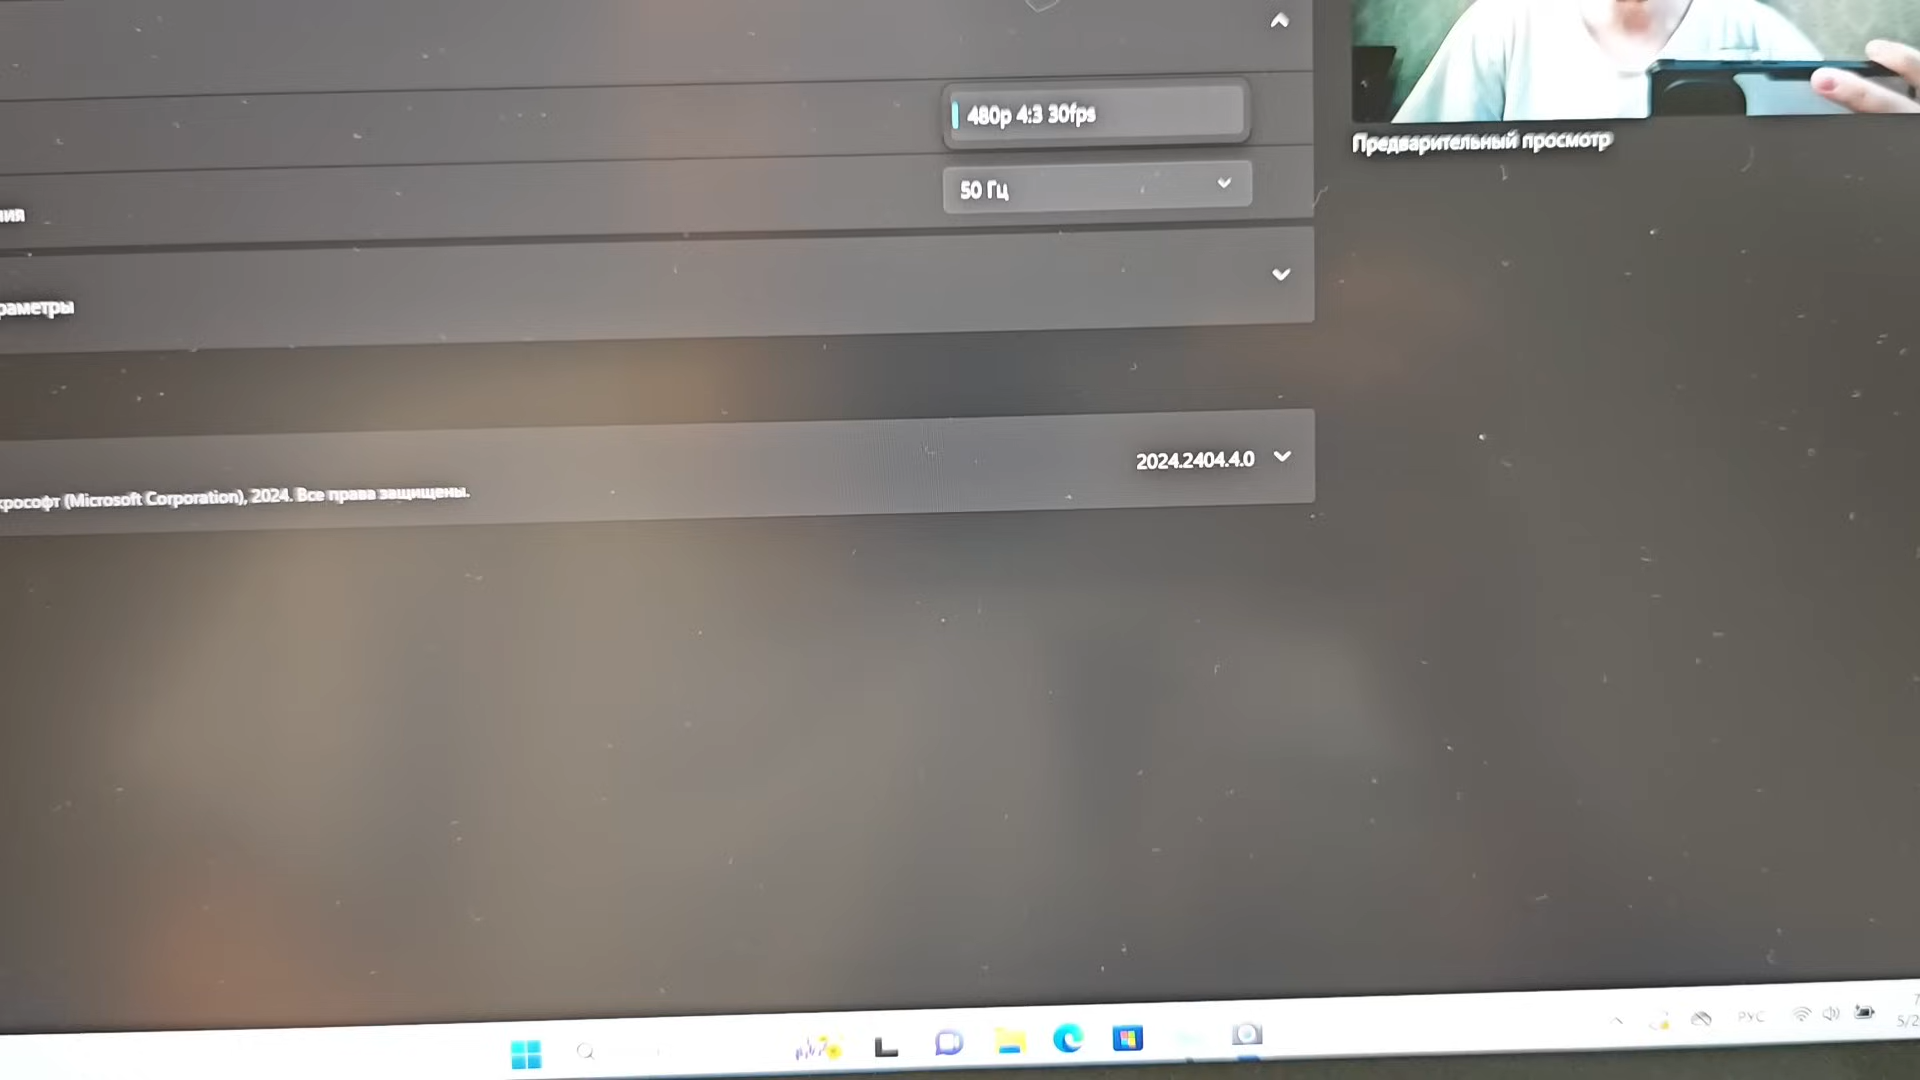 480p 4:3 30fps
Предварительный просмотр
50 Гц
2024.2404.4.0
(Microsoft Corporation), 2024. Все права защищены.
РУС